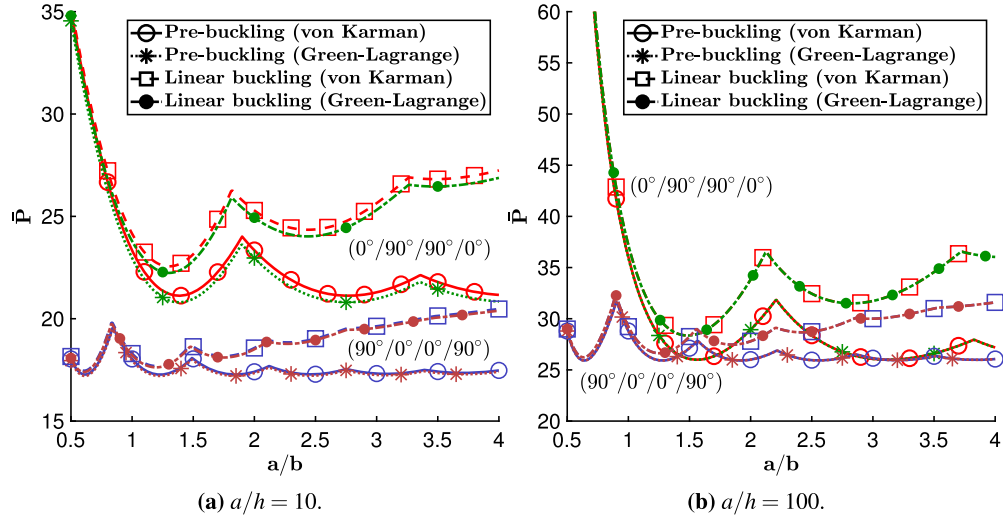 35
30
25
20
15
P̄
0.5 1 1.5 2 2.5 3 3.5 4
a/b
Pre-buckling (von Karman)
Pre-buckling (Green-Lagrange)
Linear buckling (von Karman)
Linear buckling (Green-Lagrange)
(0°/90°/90°/0°)
(90°/0°/0°/90°)
(a) a/h = 10.
60
55
50
45
40
35
30
25
20
P̄
0.5 1 1.5 2 2.5 3 3.5 4
a/b
Pre-buckling (von Karman)
Pre-buckling (Green-Lagrange)
Linear buckling (von Karman)
Linear buckling (Green-Lagrange)
(0°/90°/90°/0°)
(90°/0°/0°/90°)
(b) a/h = 100.